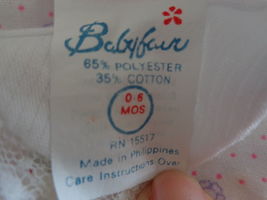 Babyfair
65% POLYESTER
35% COTTON
0-6
MOS
RN 15517
Made in Philippines
Care Instructions Over